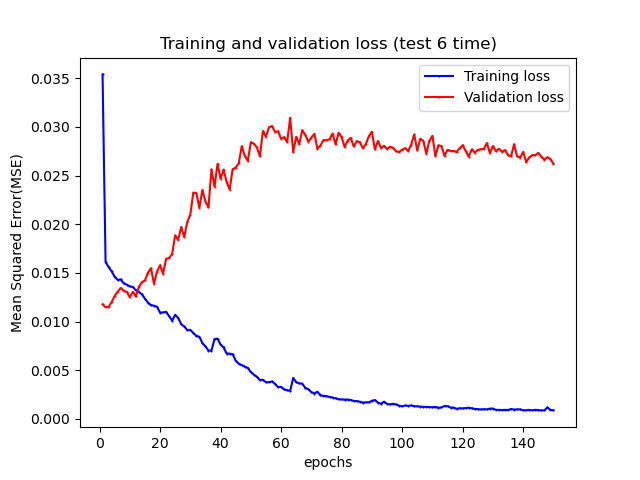 Training and validation loss (test 6 time)
Training loss
Validation loss
0.035
0.030
0.025
0.020
0.015
0.010
0.005
0.000
Mean Squared Error(MSE)
0 20 40 60 80 100 120 140
epochs